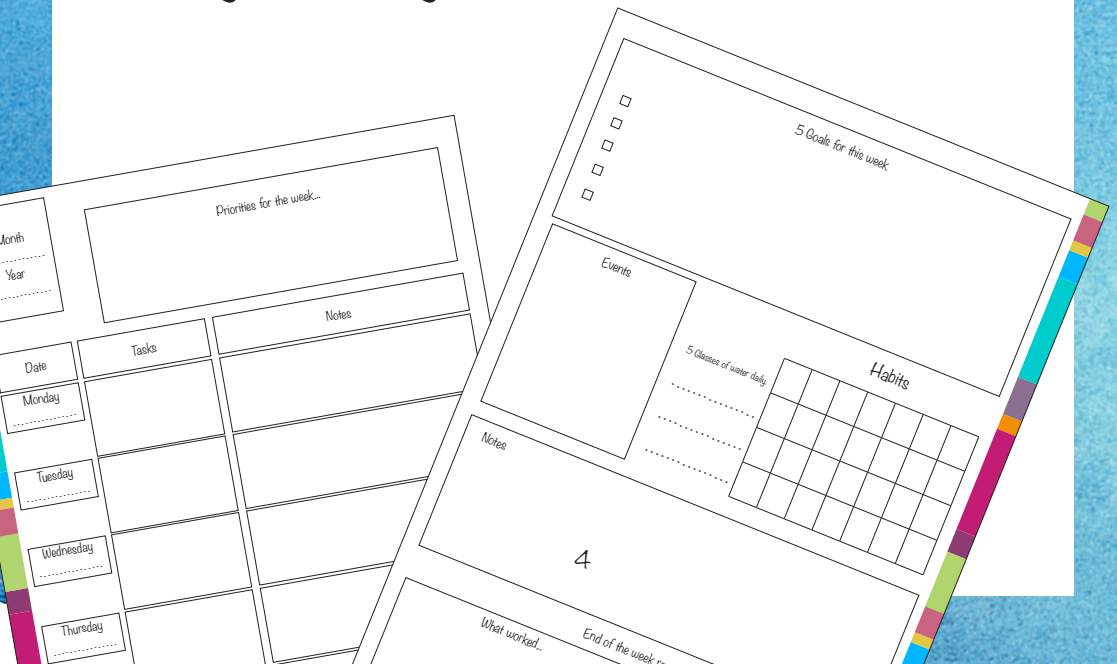 Month
Year
Priorities for the week...
Date
Tasks
Notes
Monday
Tuesday
Wednesday
Thursday
5 Goals for this week
Events
5 Glasses of water daily
Habits
Notes
4
What worked...
End of the week